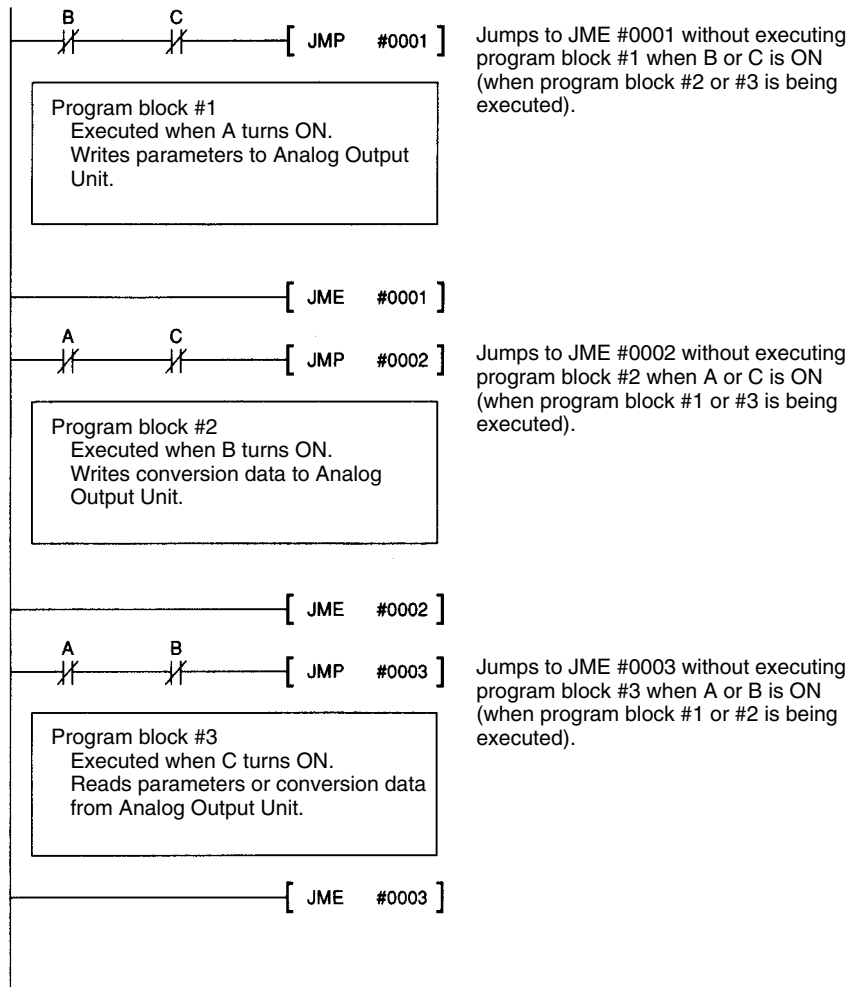 B C
JMP #0001
Jumps to JME #0001 without executing
program block #1 when B or C is ON
(when program block #2 or #3 is being
executed).
Program block #1
Executed when A turns ON.
Writes parameters to Analog Output
Unit.
JME #0001
A C
JMP #0002
Jumps to JME #0002 without executing
program block #2 when A or C is ON
(when program block #1 or #3 is being
executed).
Program block #2
Executed when B turns ON.
Writes conversion data to Analog
Output Unit.
JME #0002
A B
JMP #0003
Jumps to JME #0003 without executing
program block #3 when A or B is ON
(when program block #1 or #2 is being
executed).
Program block #3
Executed when C turns ON.
Reads parameters or conversion data
from Analog Output Unit.
JME #0003